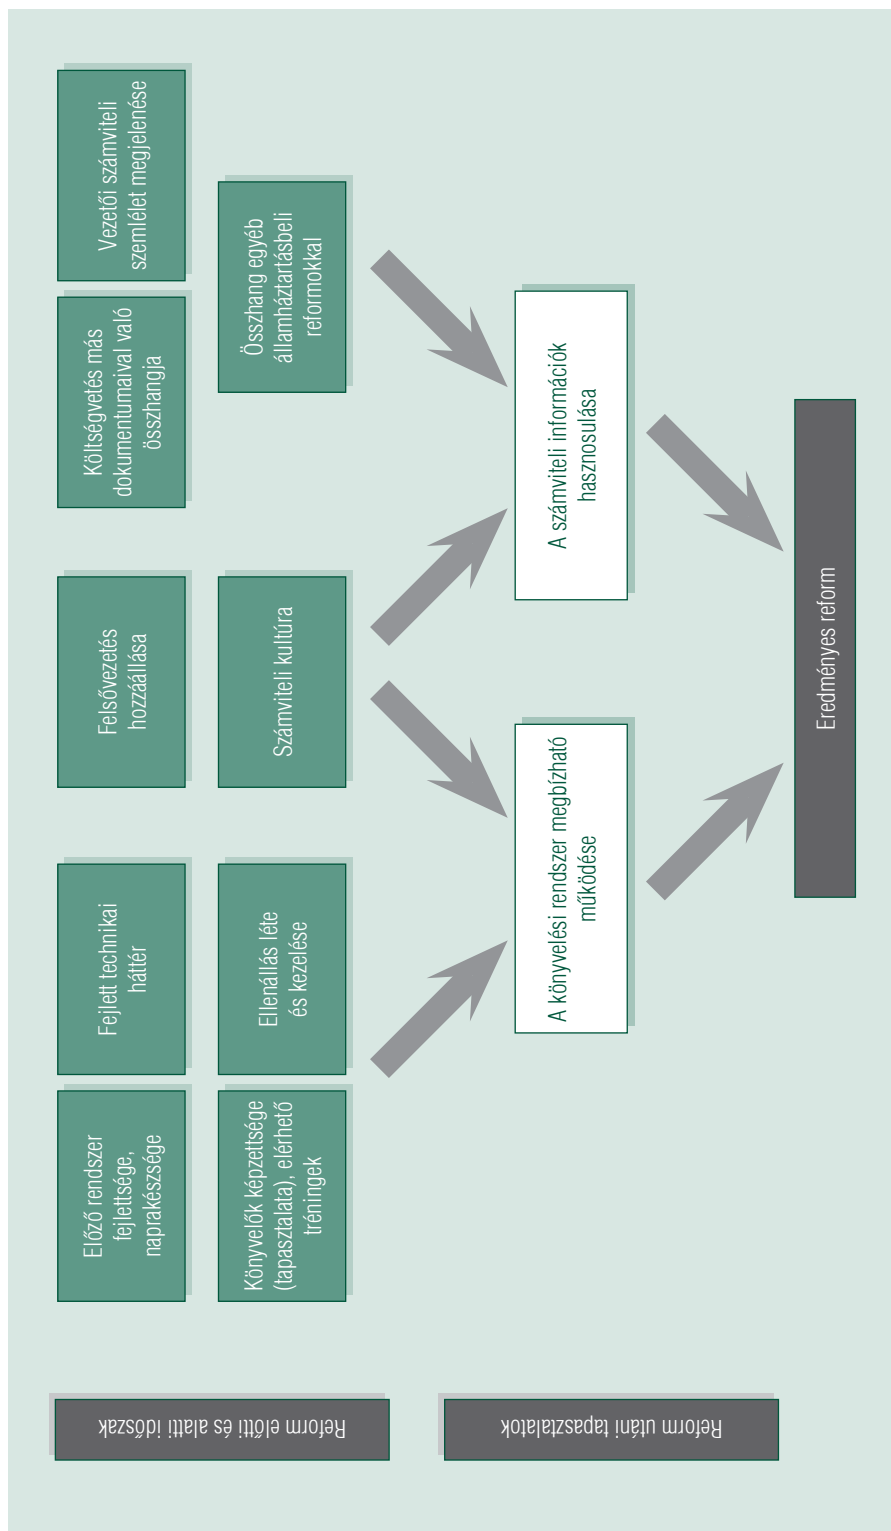 Reform előtti és alatti időszak
Előző rendszer
fejlettsége,
naprakészsége
Fejlett technikai
háttér
Felsővezetés
hozzáállása
Költségvetés más
dokumentumaival való
összhangja
Vezetői számviteli
szemlélet megjelenése
Könyvelők képzettsége
(tapasztalata), elérhető
tréningek
Ellenállás léte
és kezelése
Számviteli kultúra
Összhang egyéb
államháztartásbeli
reformokkal
Reform utáni tapasztalatok
A könyvelési rendszer megbízható
működése
A számviteli információk
hasznosulása
Eredményes reform